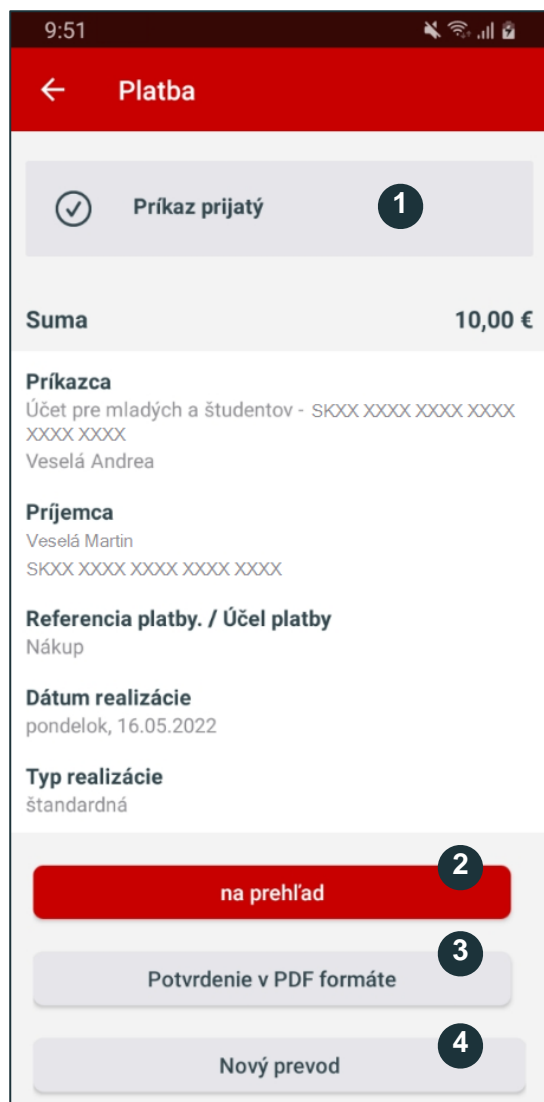 9:51
Platba
Príkaz prijatý 1
Suma 10,00 €
Príkazca
Účet pre mladých a študentov - SKXX XXXX XXXX XXXX
XXXX XXXX
Veselá Andrea
Príjemca
Veselá Martin
SKXX XXXX XXXX XXXX XXXX
Referencia platby. / Účel platby
Nákup
Dátum realizácie
pondelok, 16.05.2022
Typ realizácie
štandardná
2
na prehľad
3
Potvrdenie v PDF formáte
4
Nový prevod